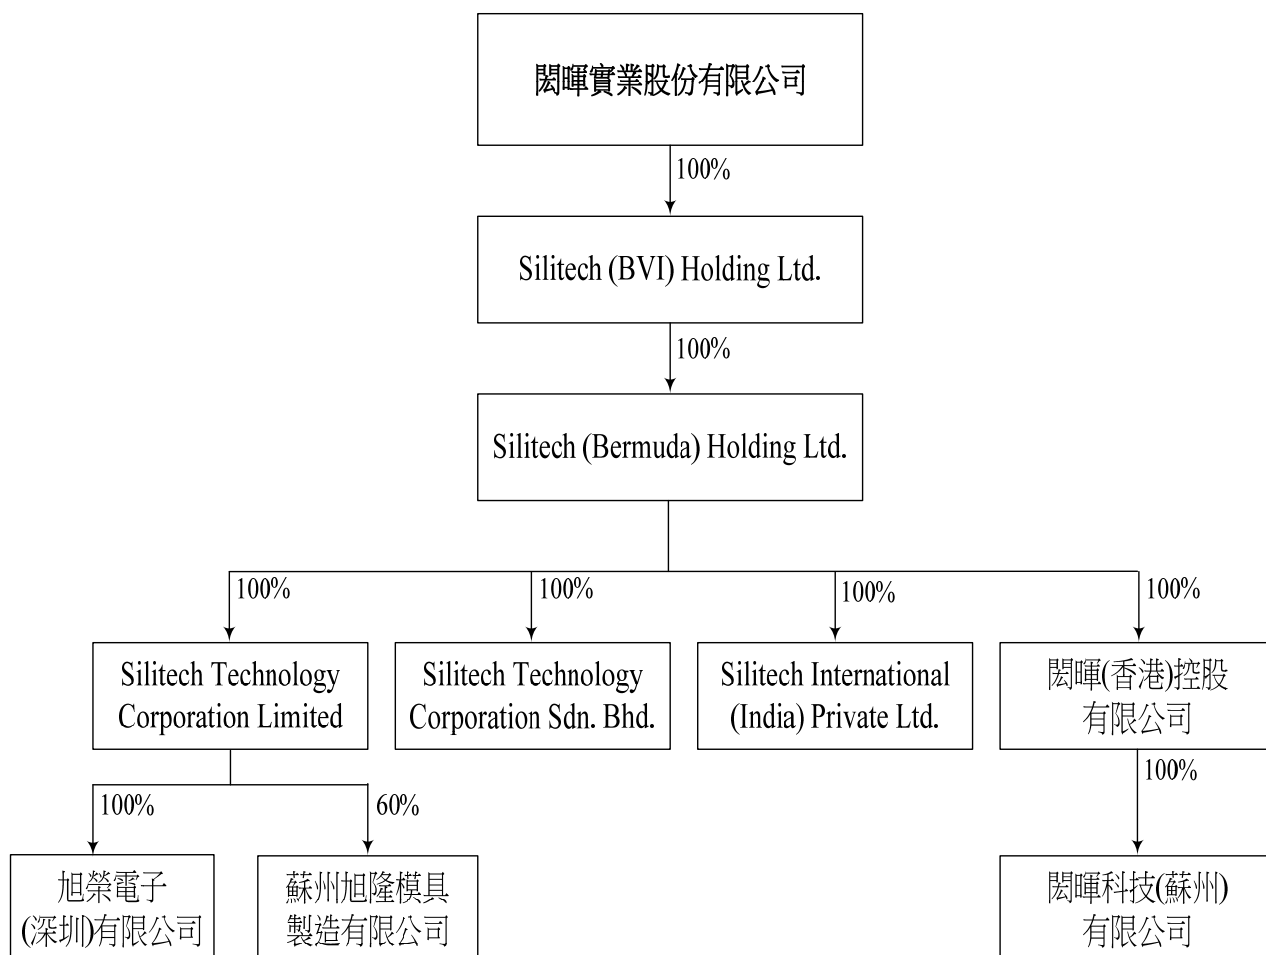 閎暉實業股份有限公司
100%
Silitech (BVI) Holding Ltd.
100%
Silitech (Bermuda) Holding Ltd.
100%
100%
100%
100%
Silitech Technology
Corporation Limited
Silitech Technology
Corporation Sdn. Bhd.
Silitech International
(India) Private Ltd.
閎暉(香港)控股
有限公司
100%
60%
100%
旭榮電子
(深圳)有限公司
蘇州旭隆模具
製造有限公司
閎暉科技(蘇州)
有限公司